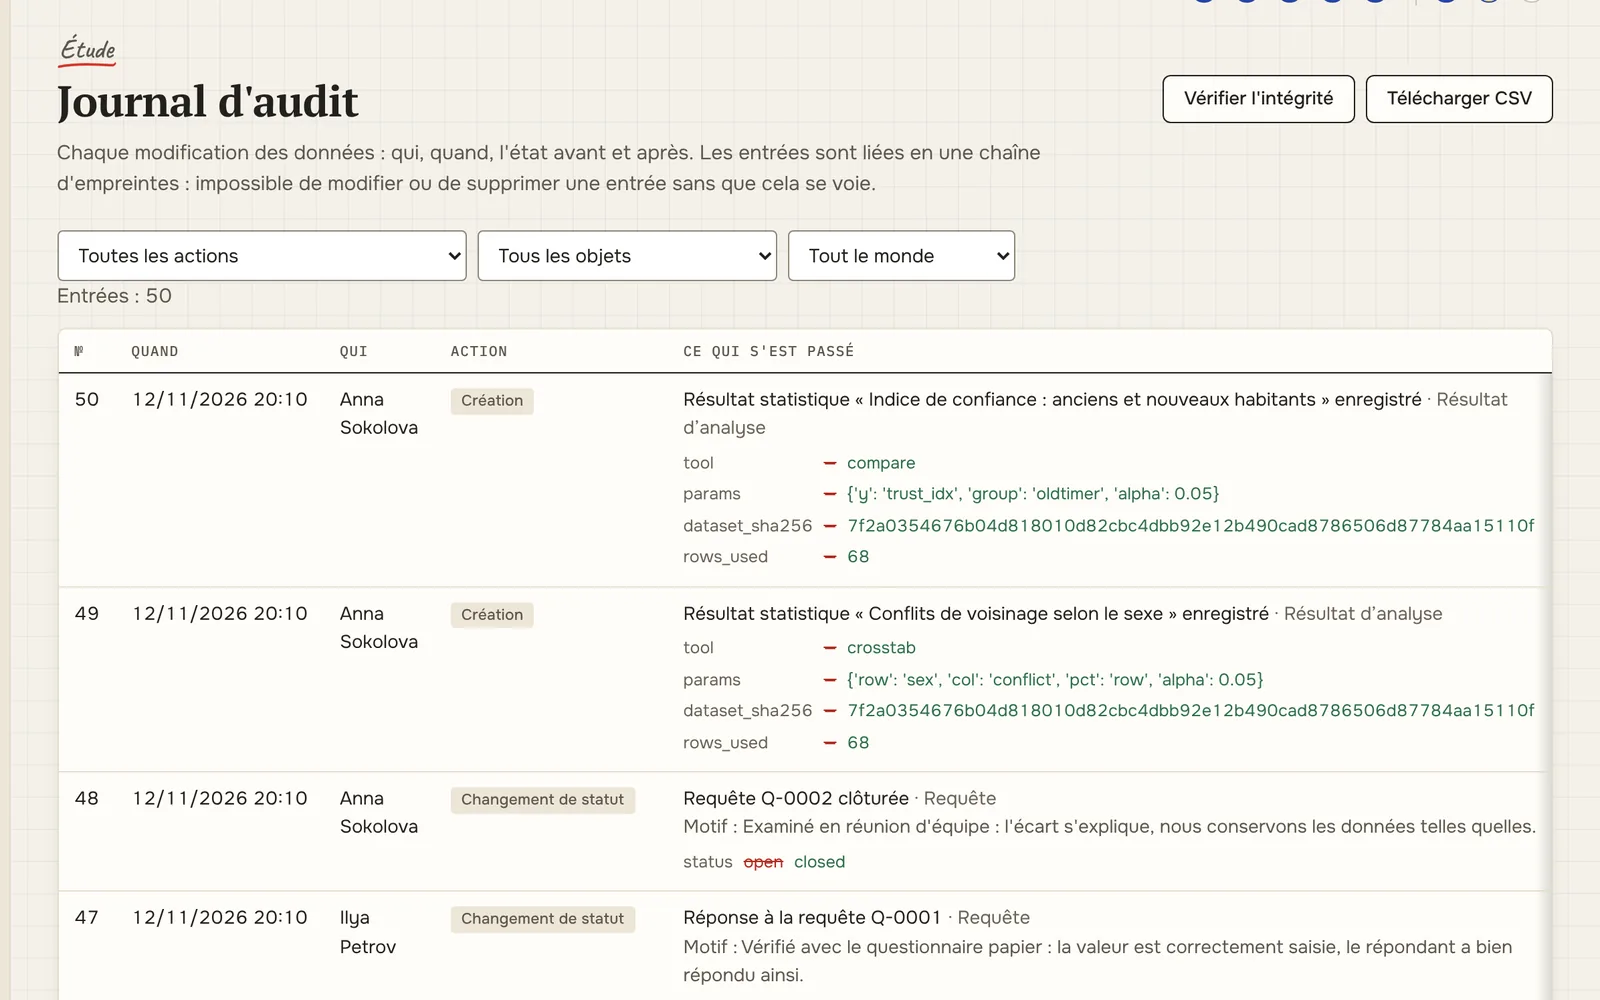 Étude
Journal d'audit
Vérifier l'intégrité
Télécharger CSV
Chaque modification des données : qui, quand, l'état avant et après. Les entrées sont liées en une chaîne
d'empreintes : impossible de modifier ou de supprimer une entrée sans que cela se voie.
Toutes les actions
Tous les objets
Tout le monde
Entrées : 50
№ QUAND QUI ACTION CE QUI S'EST PASSÉ
50 12/11/2026 20:10 Anna Création Résultat statistique « Indice de confiance : anciens et nouveaux habitants » enregistré · Résultat
Sokolova d’analyse
tool — compare
params — {'y': 'trust_idx', 'group': 'oldtimer', 'alpha': 0.05}
dataset_sha256 — 7f2a0354676b04d818010d82cbc4dbb92e12b490cad8786506d87784aa15110f
rows_used — 68
49 12/11/2026 20:10 Anna Création Résultat statistique « Conflits de voisinage selon le sexe » enregistré · Résultat d’analyse
Sokolova
tool — crosstab
params — {'row': 'sex', 'col': 'conflict', 'pct': 'row', 'alpha': 0.05}
dataset_sha256 — 7f2a0354676b04d818010d82cbc4dbb92e12b490cad8786506d87784aa15110f
rows_used — 68
48 12/11/2026 20:10 Anna Changement de statut Requête Q-0002 clôturée · Requête
Sokolova Motif : Examiné en réunion d'équipe : l'écart s'explique, nous conservons les données telles quelles.
status open closed
47 12/11/2026 20:10 Ilya Changement de statut Réponse à la requête Q-0001 · Requête
Petrov Motif : Vérifié avec le questionnaire papier : la valeur est correctement saisie, le répondant a bien
répondu ainsi.